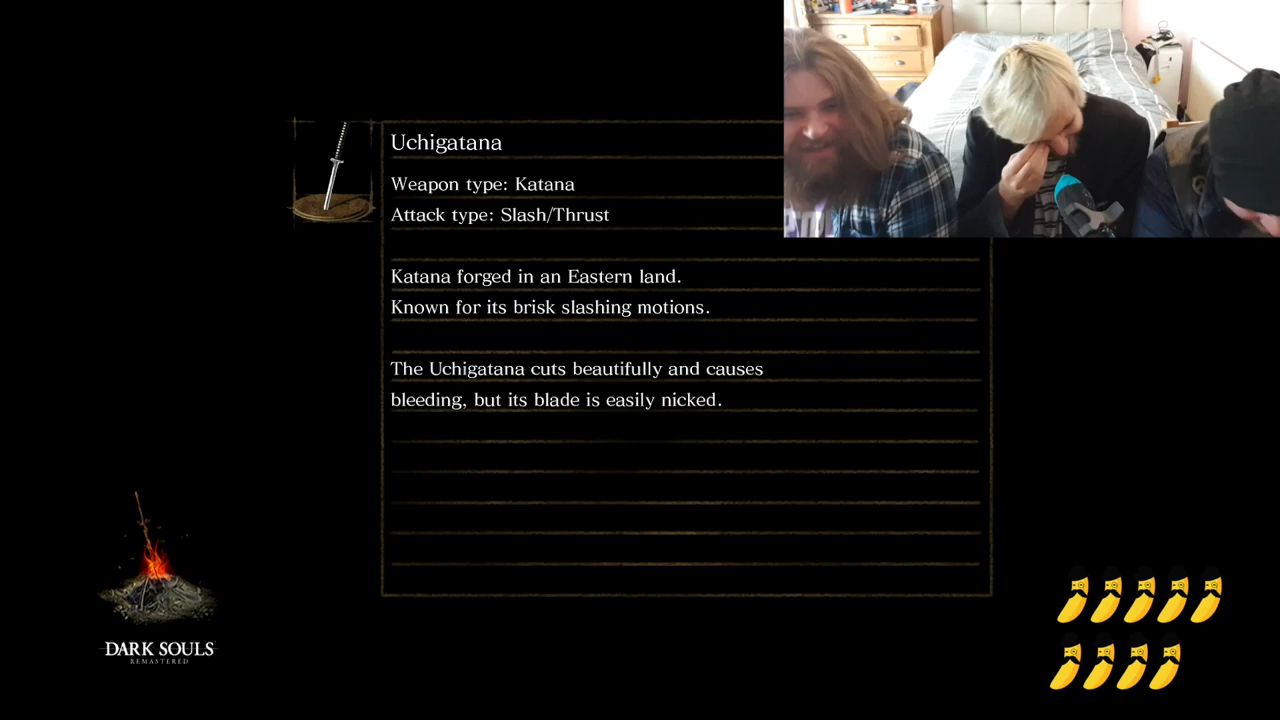 Uchigatana
Weapon type: Katana
Attack type: Slash/Thrust
Katana forged in an Eastern land.
Known for its brisk slashing motions.
The Uchigatana cuts beautifully and causes
bleeding, but its blade is easily nicked.
DARK SOULS
REMASTERED